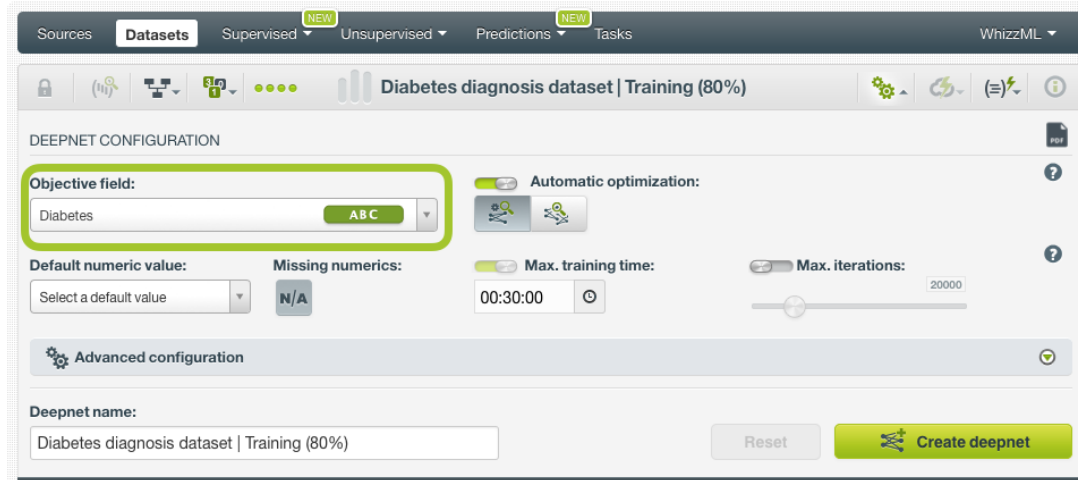 NEW NEW
Sources Datasets Supervised Unsupervised Predictions Tasks WhizzML
Diabetes diagnosis dataset | Training (80%)
DEEPNET CONFIGURATION
PDF
Objective field:
Automatic optimization:
Diabetes ABC
Default numeric value: Missing numerics: Max. training time: Max. iterations:
Select a default value N/A 00:30:00 20000
Advanced configuration
Deepnet name:
Diabetes diagnosis dataset | Training (80%) Reset Create deepnet